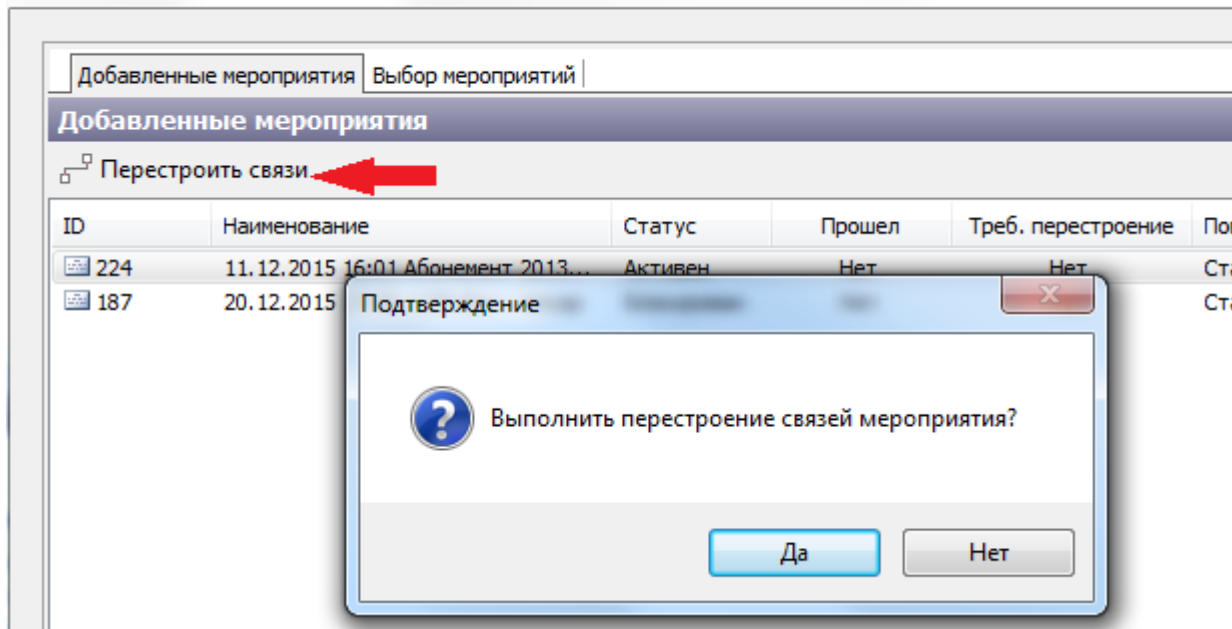 Добавленные мероприятия Выбор мероприятий
Добавленные мероприятия
Перестроить связи
ID Наименование Статус Прошел Треб. перестроение
224 11.12.2015 16:01 Абонемент 2013... Активен Нет Нет
187 20.12.2015
Подтверждение
Выполнить перестроение связей мероприятия?
Да Нет